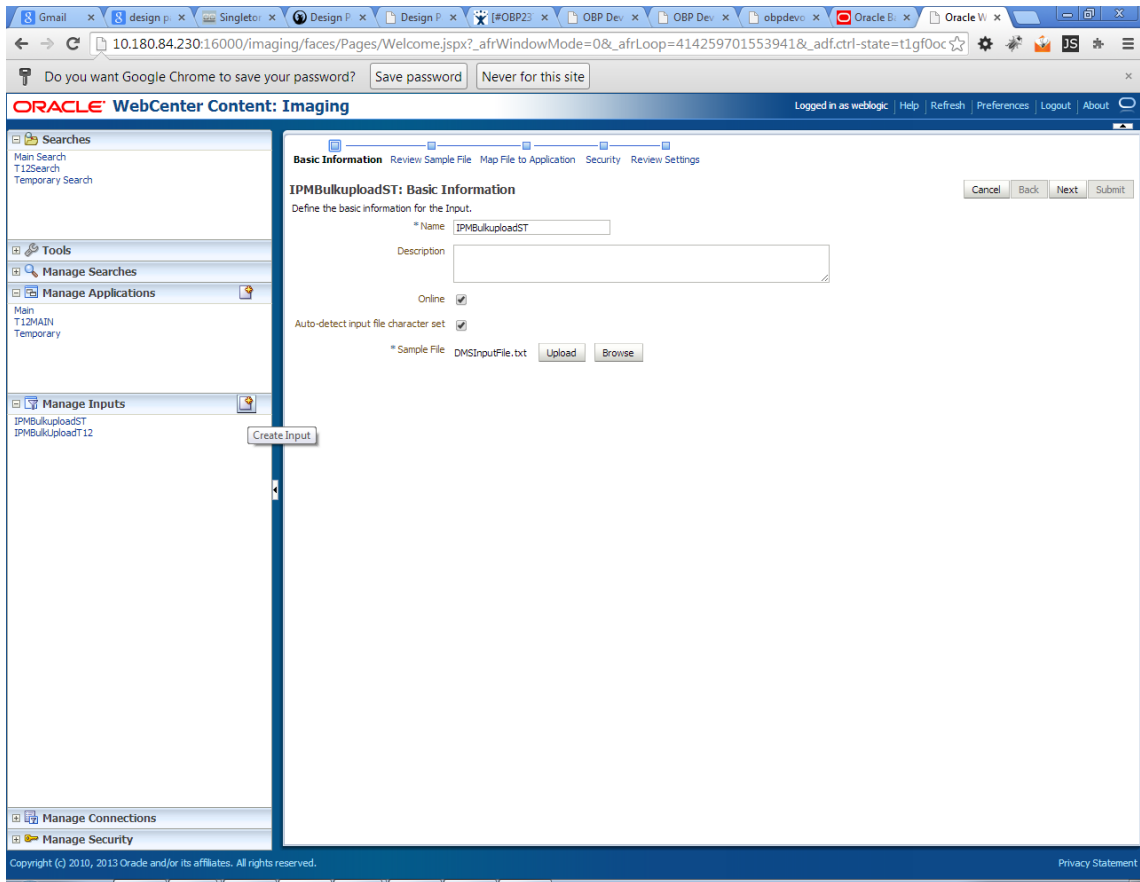 Gmail
design p
Singleton
Design P
Design P
[#OBP23
OBP Dev
OBP Dev
obpdevo
Oracle B
Oracle W
10.180.84.230:16000/imaging/faces/Pages/Welcome.jspx?_afrWindowMode=0&_afrLoop=414259701553941&_adf.ctrl-state=t1gf0oc
JS
Do you want Google Chrome to save your password? Save password Never for this site
ORACLE WebCenter Content: Imaging
Logged in as weblogic Help Refresh Preferences Logout About
Searches
Main Search
T12Search
Temporary Search
Tools
Manage Searches
Manage Applications
Main
T12MAIN
Temporary
Manage Inputs
IPMBulkuploadST
IPMBulkUploadT12
Create Input
Manage Connections
Manage Security
Basic Information Review Sample File Map File to Application Security Review Settings
IPMBulkuploadST: Basic Information
Cancel Back Next Submit
Define the basic information for the Input.
* Name IPMBulkuploadST
Description
Online
Auto-detect input file character set
* Sample File DMSInputFile.txt Upload Browse
Copyright (c) 2010, 2013 Oracle and/or its affiliates. All rights reserved.
Privacy Statement